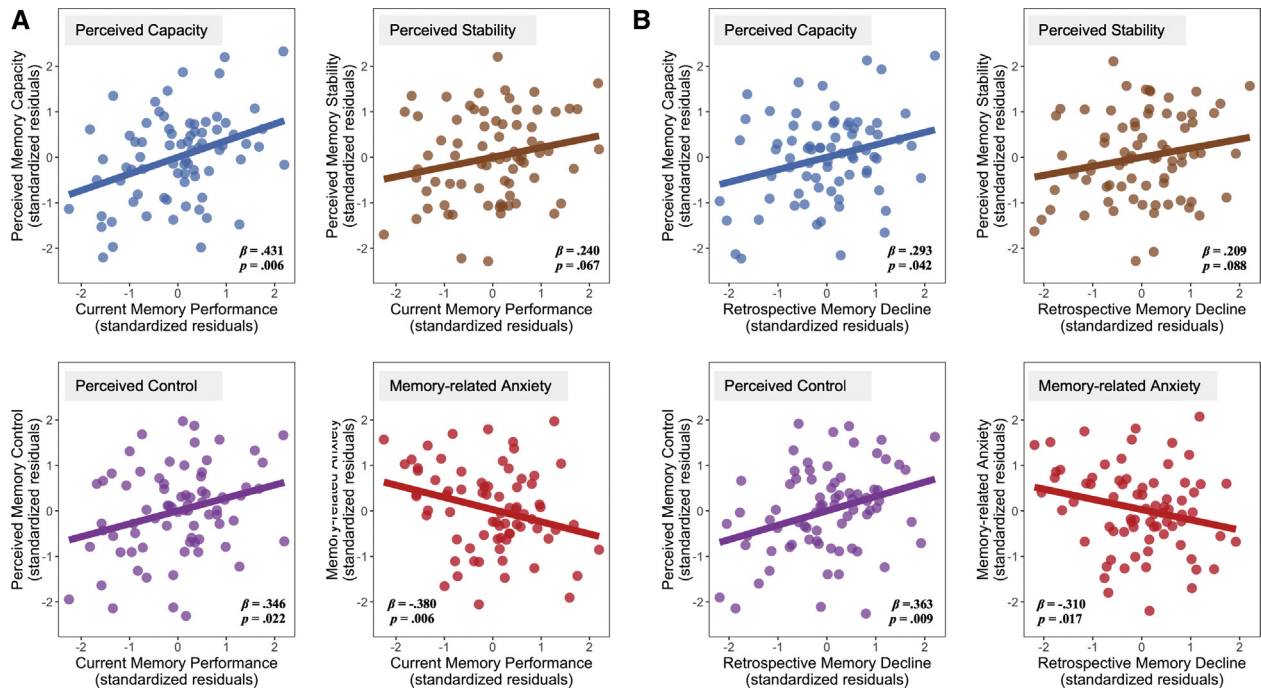 A
B
Perceived Capacity
Perceived Memory Capacity
(standardized residuals)
2
1
0
-1
-2
β = .431
p = .006
-2 -1 0 1 2
Current Memory Performance
(standardized residuals)
Perceived Stability
Perceived Memory Stability
(standardized residuals)
2
1
0
-1
-2
β = .240
p = .067
-2 -1 0 1 2
Current Memory Performance
(standardized residuals)
Perceived Capacity
Perceived Memory Capacity
(standardized residuals)
2
1
0
-1
-2
β = .293
p = .042
-2 -1 0 1 2
Retrospective Memory Decline
(standardized residuals)
Perceived Stability
Perceived Memory Stability
(standardized residuals)
2
1
0
-1
-2
β = .209
p = .088
-2 -1 0 1 2
Retrospective Memory Decline
(standardized residuals)
Perceived Control
Perceived Memory Control
(standardized residuals)
2
1
0
-1
-2
β = .346
p = .022
-2 -1 0 1 2
Current Memory Performance
(standardized residuals)
Memory-related Anxiety
Memory-related Anxiety
(standardized residuals)
2
1
0
-1
-2
β = -.380
p = .006
-2 -1 0 1 2
Current Memory Performance
(standardized residuals)
Perceived Control
Perceived Memory Control
(standardized residuals)
2
1
0
-1
-2
β =.363
p = .009
-2 -1 0 1 2
Retrospective Memory Decline
(standardized residuals)
Memory-related Anxiety
Memory-related Anxiety
(standardized residuals)
2
1
0
-1
-2
β = -.310
p = .017
-2 -1 0 1 2
Retrospective Memory Decline
(standardized residuals)